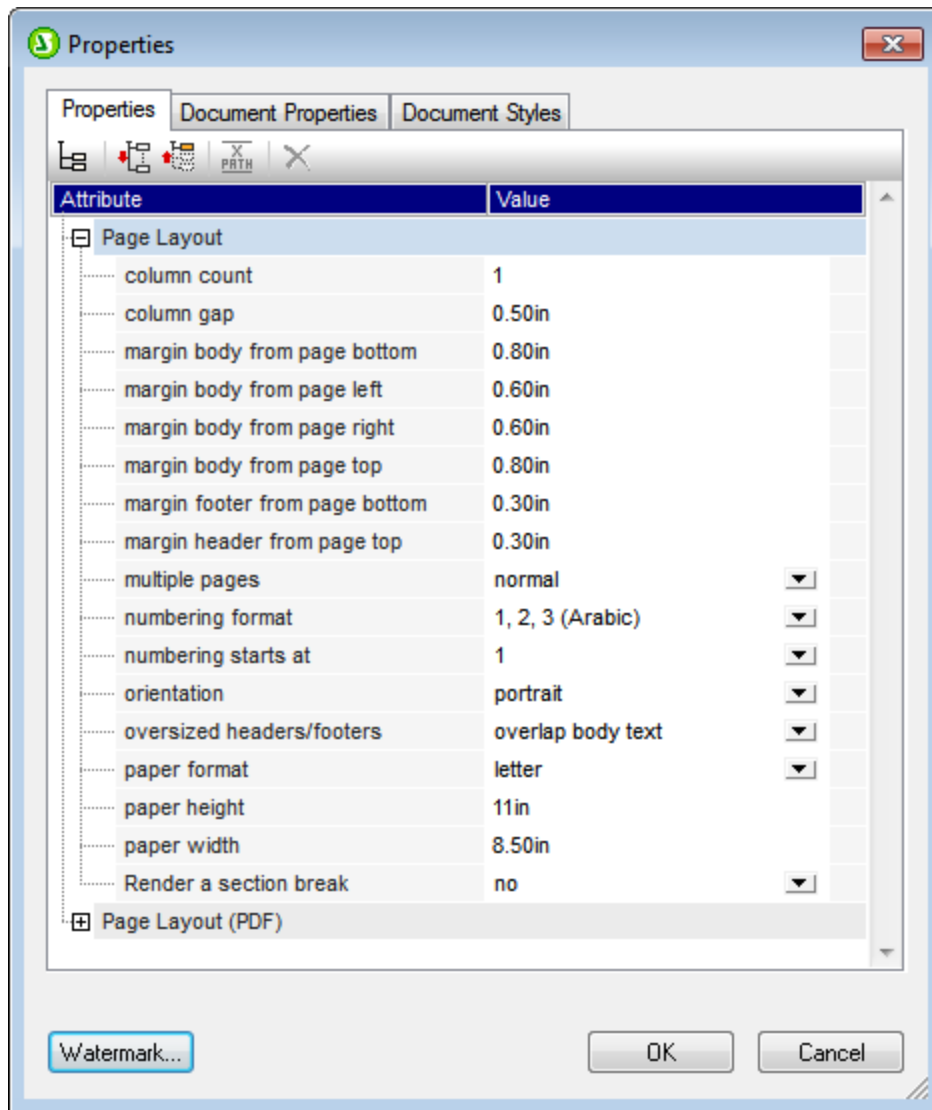 Properties
Properties Document Properties Document Styles
X PATH
Attribute Value
Page Layout
column count 1
column gap 0.50in
margin body from page bottom 0.80in
margin body from page left 0.60in
margin body from page right 0.60in
margin body from page top 0.80in
margin footer from page bottom 0.30in
margin header from page top 0.30in
multiple pages normal
numbering format 1, 2, 3 (Arabic)
numbering starts at 1
orientation portrait
oversized headers/footers overlap body text
paper format letter
paper height 11in
paper width 8.50in
Render a section break no
Page Layout (PDF)
Watermark... OK Cancel